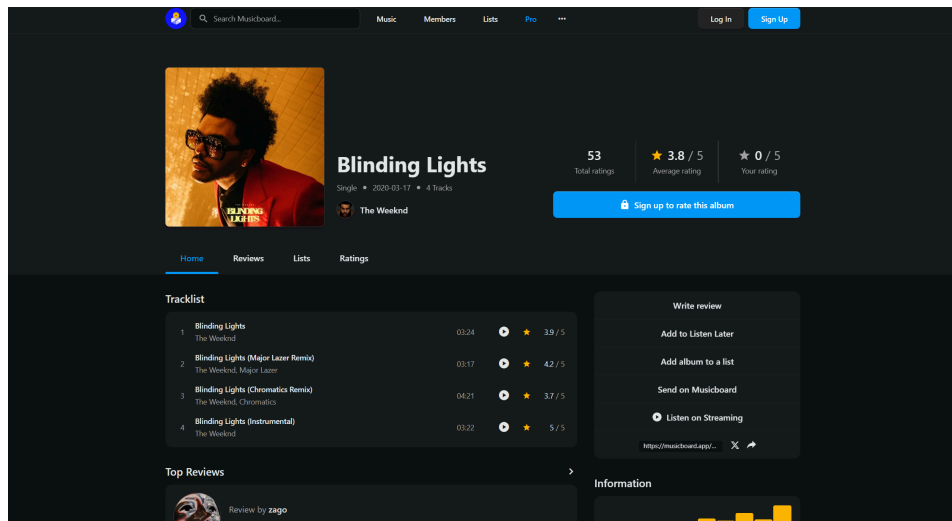 Search Musicboard...
Music
Members
Lists
Pro
Log In
Sign Up
BLINDING
LIGHTS
Blinding Lights
Single • 2020-03-17 • 4 Tracks
The Weeknd
53
Total ratings
3.8 / 5
Average rating
0 / 5
Your rating
Sign up to rate this album
Home
Reviews
Lists
Ratings
Tracklist
1 Blinding Lights 03:24 3.9 / 5
The Weeknd
2 Blinding Lights (Major Lazer Remix) 03:17 4.2 / 5
The Weeknd, Major Lazer
3 Blinding Lights (Chromatics Remix) 04:21 3.7 / 5
The Weeknd, Chromatics
4 Blinding Lights (Instrumental) 03:22 5 / 5
The Weeknd
Write review
Add to Listen Later
Add album to a list
Send on Musicboard
Listen on Streaming
https://musicboard.app/...
Top Reviews
Review by zago
Information